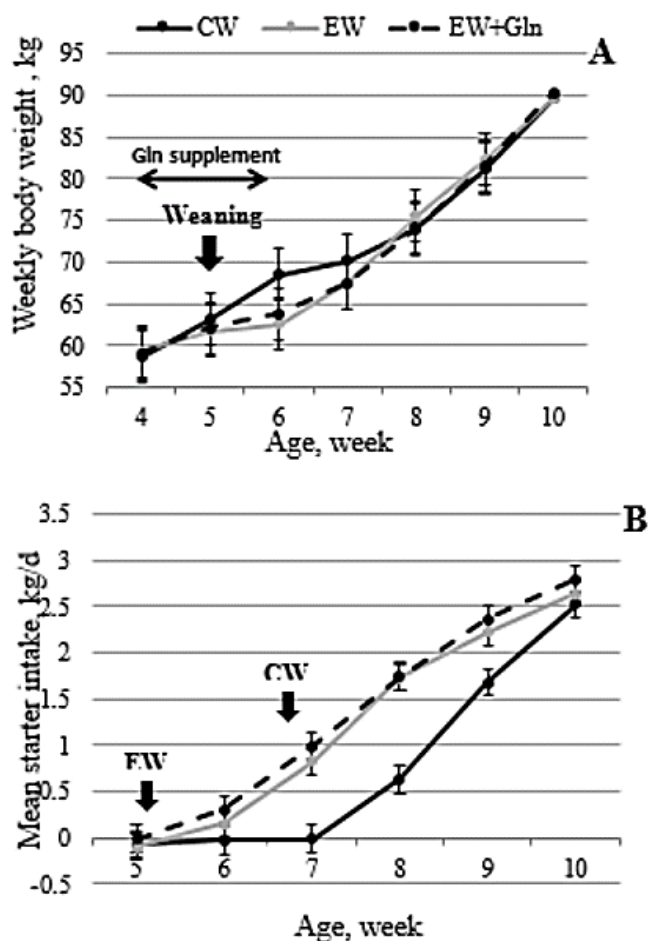 CW EW EW+Gln
A
Weekly body weight , kg
95
90
85
80
75
70
65
60
55
Gln supplement
Weaning
4 5 6 7 8 9 10
Age, week
B
Mean starter intake, kg/d
3.5
3
2.5
2
1.5
1
0.5
0
-0.5
CW
EW
5 6 7 8 9 10
Age, week